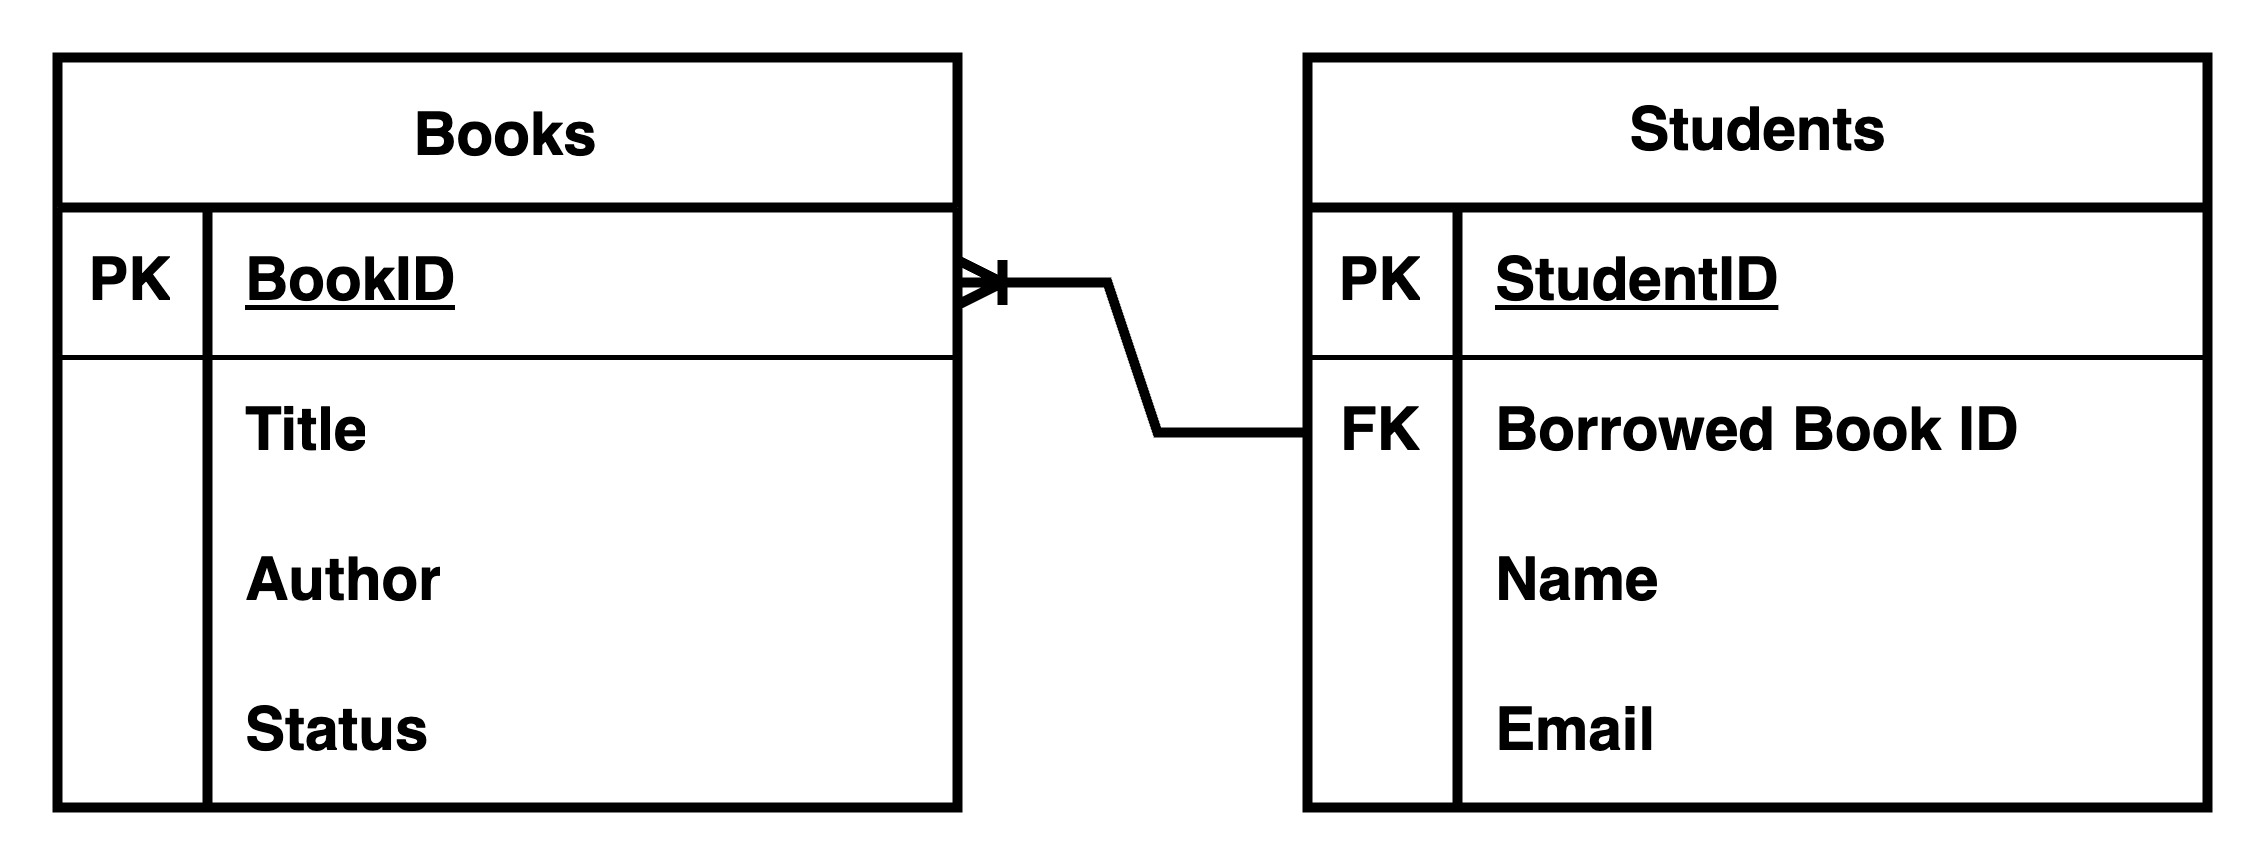 Books
PK BookID
Title
Author
Status
Students
PK StudentID
FK Borrowed Book ID
Name
Email